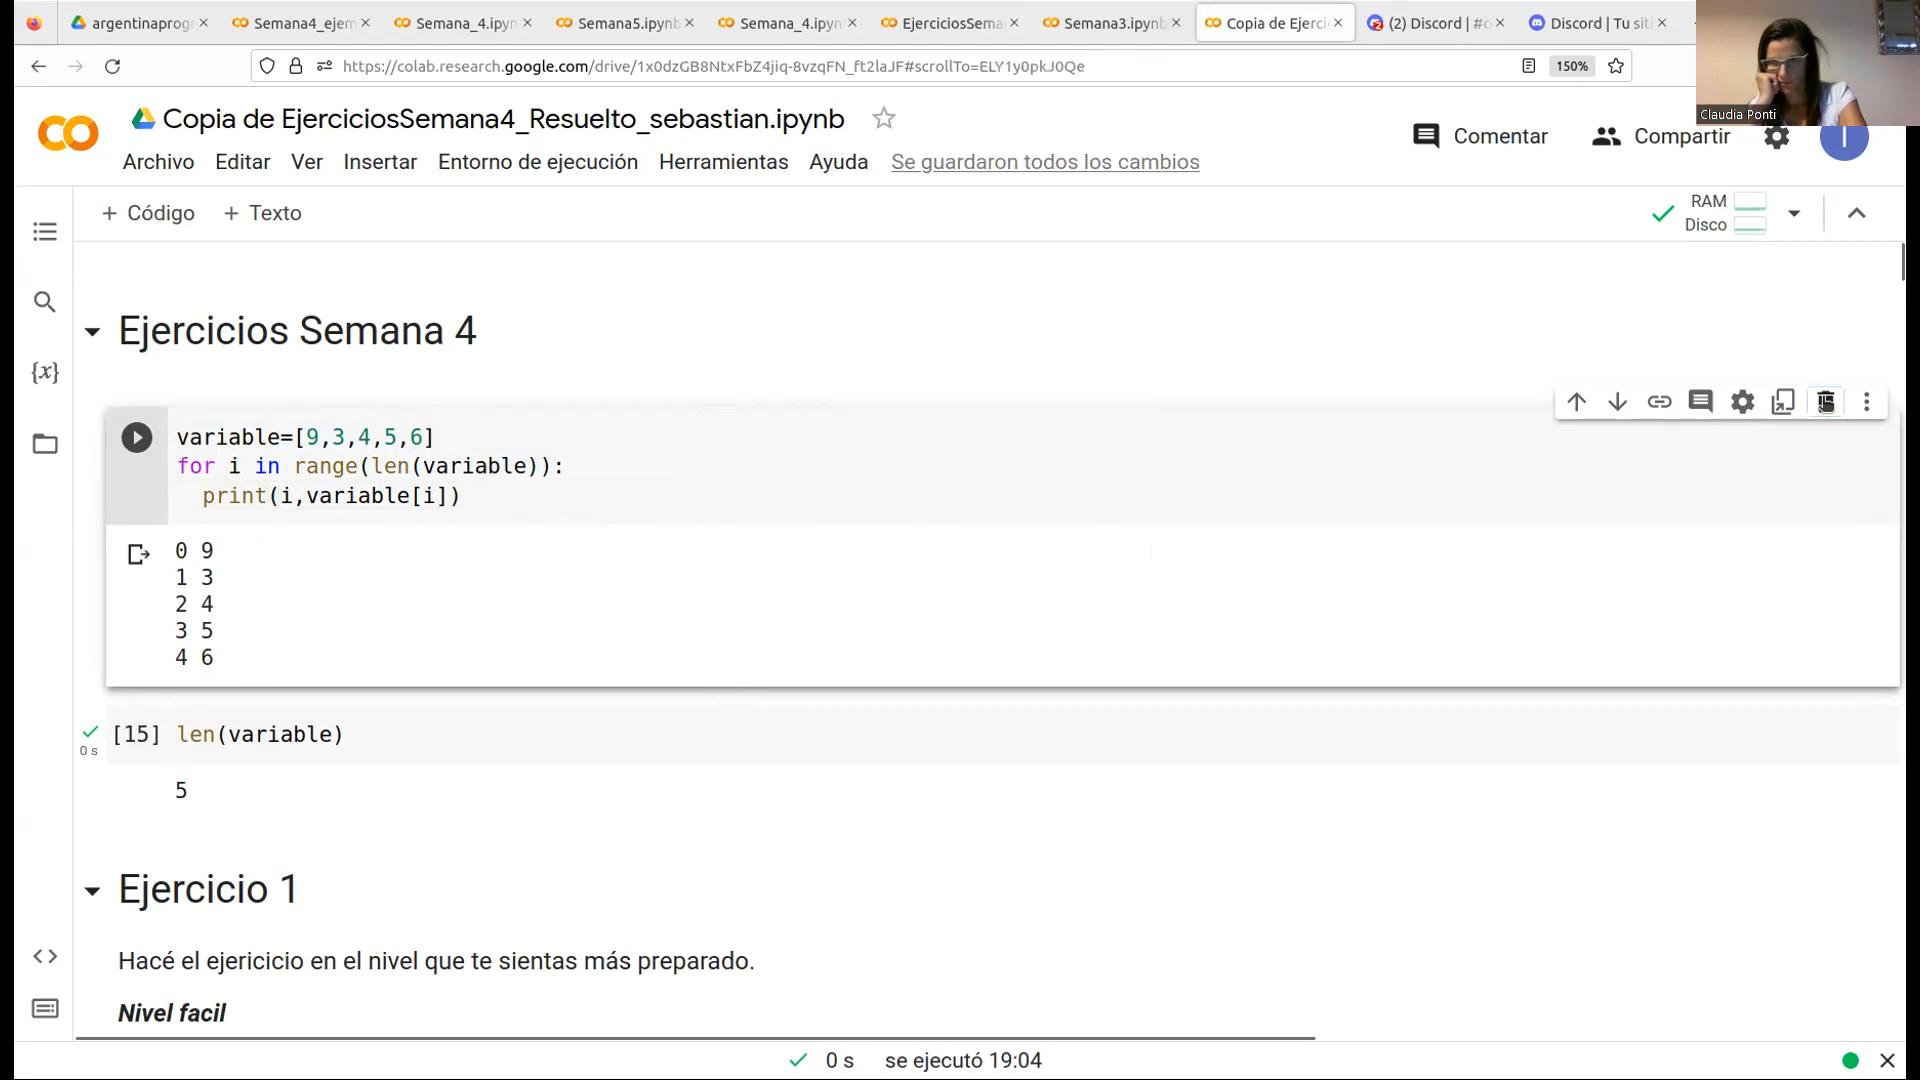 argentinaprogr
Semana4_ejem
Semana_4.ipyn
Semana5.ipynb
Semana_4.ipyn
EjerciciosSema
Semana3.ipynb
Copia de Ejerci
(2) Discord | #c
Discord | Tu siti
https://colab.research.google.com/drive/1x0dzGB8NtxFbZ4jiq-8vzqFN_ft2laJF#scrollTo=ELY1y0pkJ0Qe
150%
Claudia Ponti
Copia de EjerciciosSemana4_Resuelto_sebastian.ipynb
Archivo Editar Ver Insertar Entorno de ejecución Herramientas Ayuda Se guardaron todos los cambios
Comentar
Compartir
I
+ Código + Texto
RAM
Disco
Ejercicios Semana 4
{x}
variable=[9,3,4,5,6]
for i in range(len(variable)):
print(i,variable[i])
0 9
1 3
2 4
3 5
4 6
[15] len(variable)
0 s
5
Ejercicio 1
Hacé el ejericicio en el nivel que te sientas más preparado.
Nivel facil
0 s se ejecutó 19:04